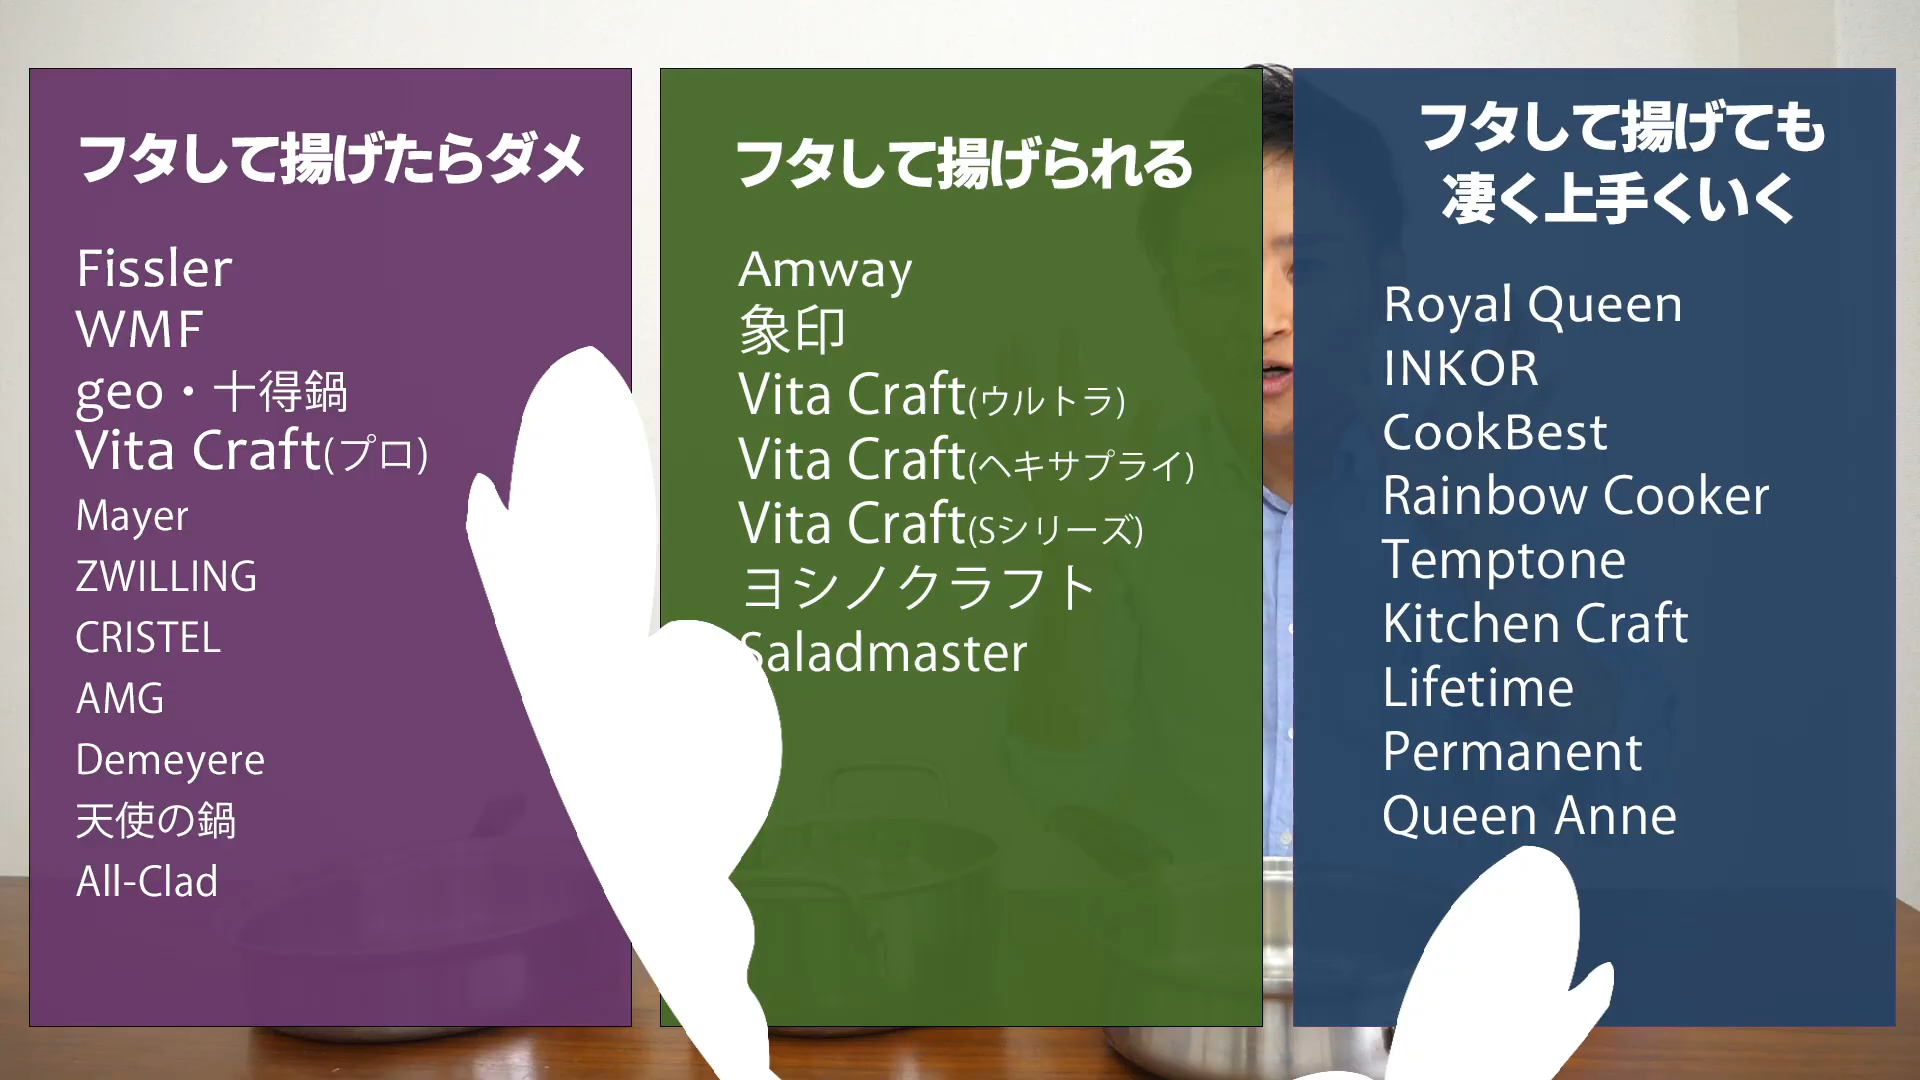 フタして揚げたらダメ
Fissler
WMF
geo・十得鍋
Vita Craft(プロ)
Mayer
ZWILLING
CRISTEL
AMG
Demeyere
天使の鍋
All-Clad
フタして揚げられる
Amway
象印
Vita Craft(ウルトラ)
Vita Craft(ヘキサプライ)
Vita Craft(Sシリーズ)
ヨシノクラフト
Saladmaster
フタして揚げても
凄く上手くいく
Royal Queen
INKOR
CookBest
Rainbow Cooker
Temptone
Kitchen Craft
Lifetime
Permanent
Queen Anne